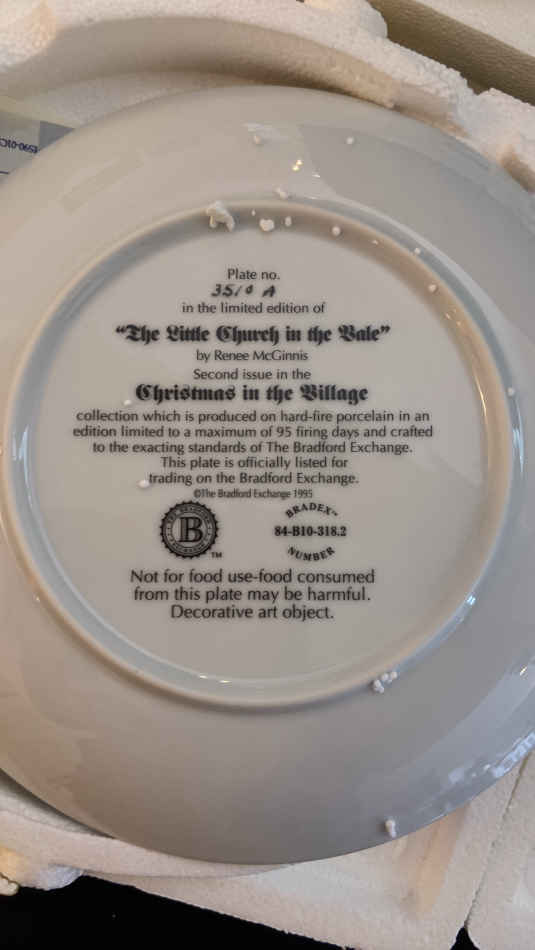 Plate no.
3510 A
in the limited edition of
“The Little Church in the Vale”
by Renee McGinnis
Second issue in the
Christmas in the Village
collection which is produced on hard-fire porcelain in an
edition limited to a maximum of 95 firing days and crafted
to the exacting standards of The Bradford Exchange.
This plate is officially listed for
trading on the Bradford Exchange.
©The Bradford Exchange 1995
THE BRADFORD
B
EXCHANGE
TM
BRADEX™
84-B10-318.2
NUMBER
Not for food use-food consumed
from this plate may be harmful.
Decorative art object.